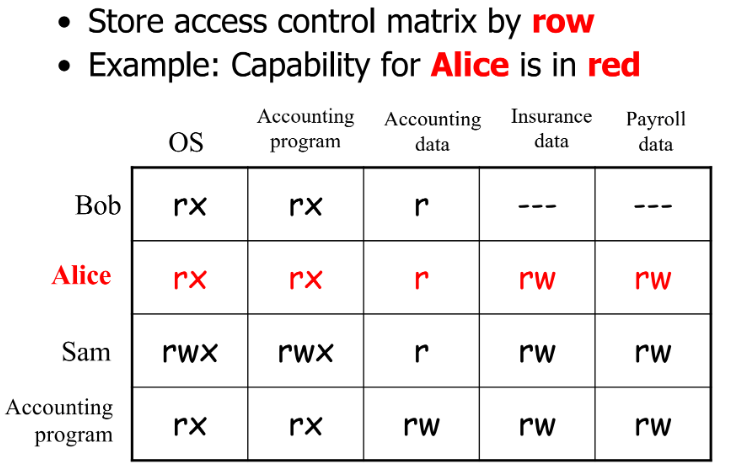 • Store access control matrix by row
• Example: Capability for Alice is in red
OS Accounting program Accounting data Insurance data Payroll data
Bob rx rx r --- ---
Alice rx rx r rw rw
Sam rwx rwx r rw rw
Accounting program rx rx rw rw rw